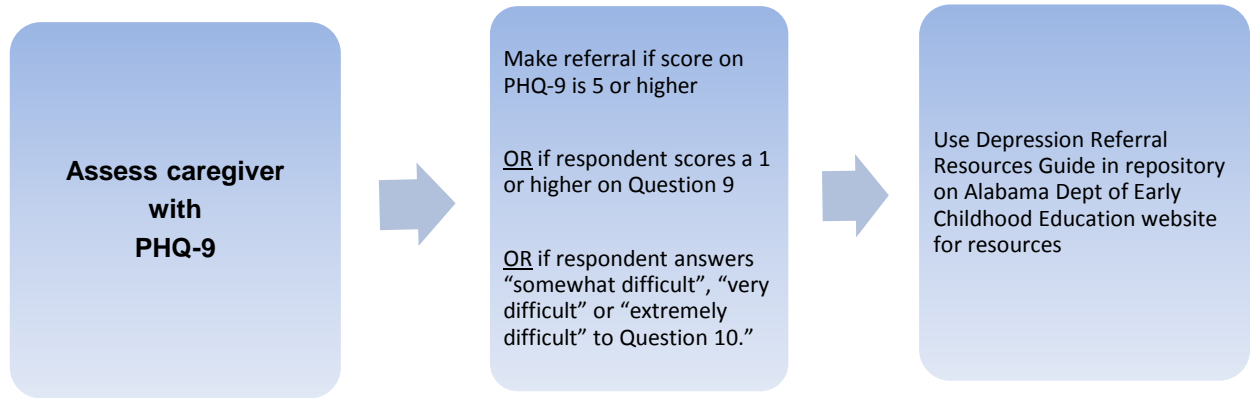 Assess caregiver
with
PHQ-9
Make referral if score on
PHQ-9 is 5 or higher
OR if respondent scores a 1
or higher on Question 9
OR if respondent answers
“somewhat difficult”, “very
difficult” or “extremely
difficult” to Question 10.”
Use Depression Referral
Resources Guide in repository
on Alabama Dept of Early
Childhood Education website
for resources